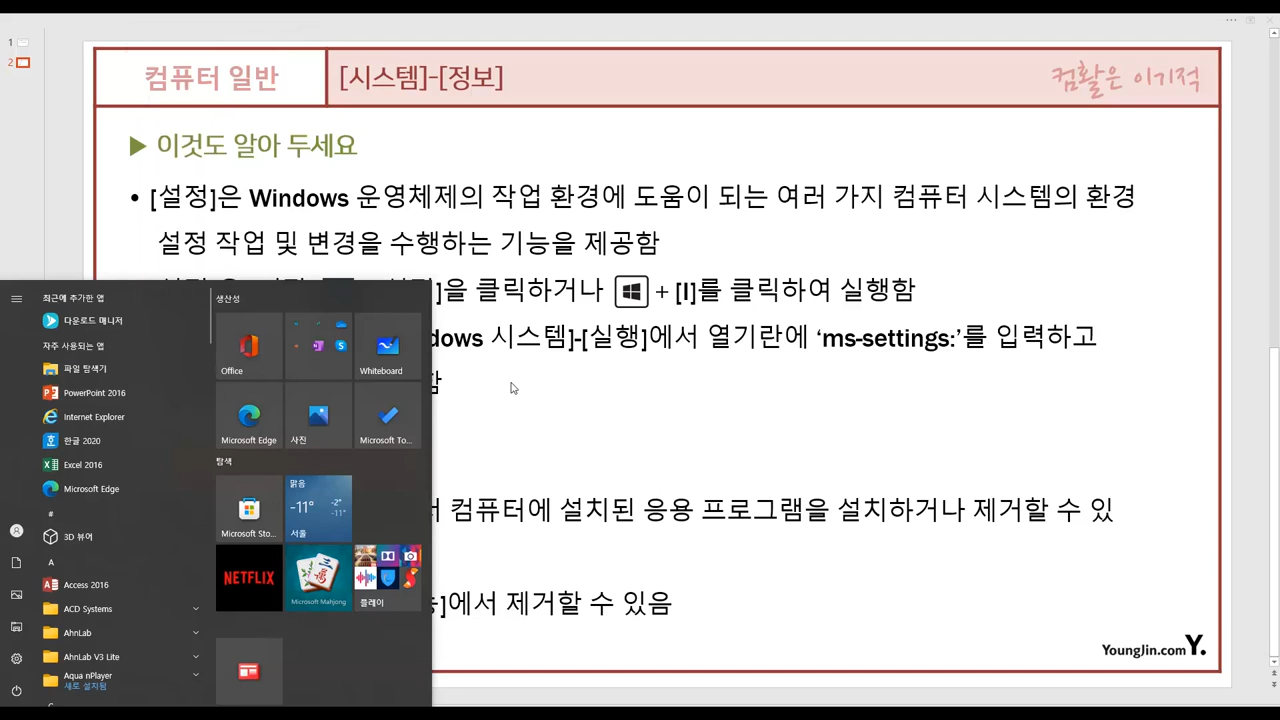 1
2
컴퓨터 일반
[시스템]-[정보]
컴활은 이기적
▶ 이것도 알아 두세요
• [설정]은 Windows 운영체제의 작업 환경에 도움이 되는 여러 가지 컴퓨터 시스템의 환경
설정 작업 및 변경을 수행하는 기능을 제공함
]을 클릭하거나 + [I]를 클릭하여 실행함
dows 시스템]-[실행]에서 열기란에 ‘ms-settings:’를 입력하고
함
컴퓨터에 설치된 응용 프로그램을 설치하거나 제거할 수 있
]에서 제거할 수 있음
YoungJin.com Y.
최근에 추가한 앱
다운로드 매니저
자주 사용되는 앱
파일 탐색기
PowerPoint 2016
Internet Explorer
한글 2020
Excel 2016
Microsoft Edge
#
3D 뷰어
A
Access 2016
ACD Systems
AhnLab
AhnLab V3 Lite
Aqua nPlayer
새로 설치됨
생산성
Office
Whiteboard
Microsoft Edge
사진
Microsoft To...
탐색
Microsoft Sto...
맑음
-11° -2°
-11°
서울
NETFLIX
Microsoft Mahjong
플레이